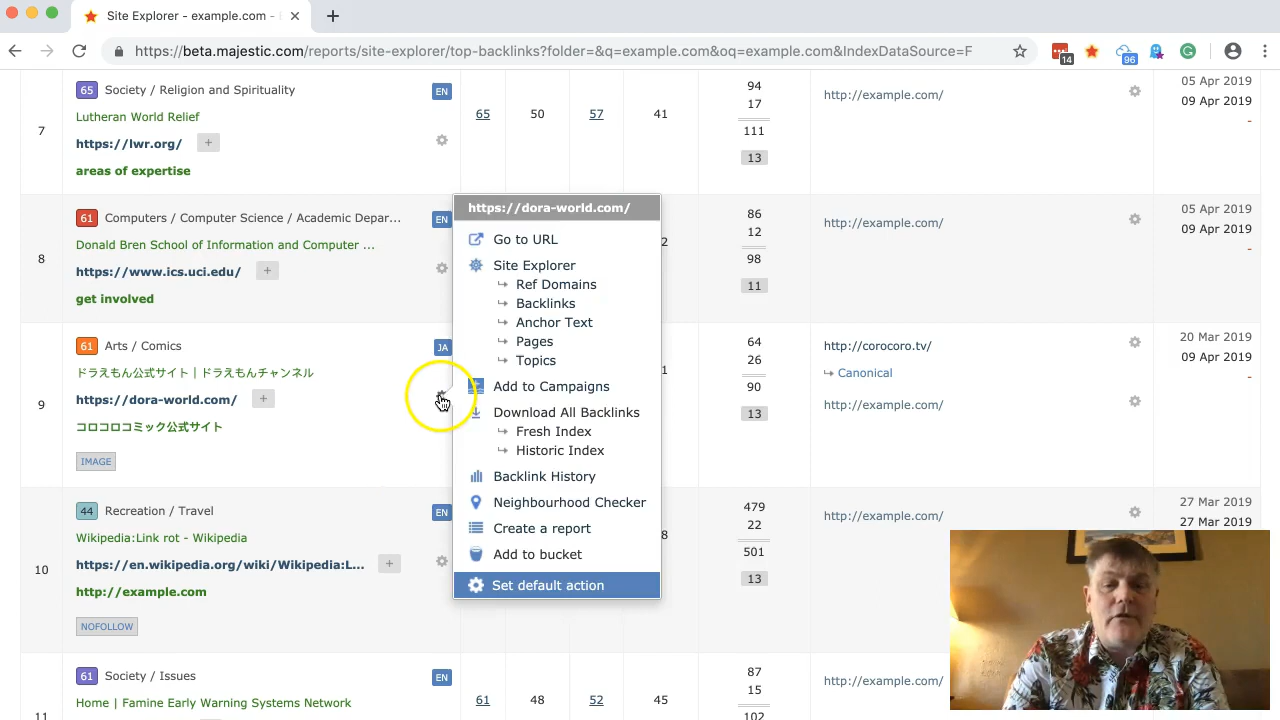 Site Explorer - example.com -
https://beta.majestic.com/reports/site-explorer/top-backlinks?folder=&q=example.com&oq=example.com&IndexDataSource=F
14
96
7
65 Society / Religion and Spirituality EN
Lutheran World Relief
https://lwr.org/ +
areas of expertise
65 50 57 41
94
17
111
13
http://example.com/
05 Apr 2019
09 Apr 2019
-
8
61 Computers / Computer Science / Academic Depar... EN
Donald Bren School of Information and Computer ...
https://www.ics.uci.edu/ +
get involved
2
86
12
98
11
http://example.com/
05 Apr 2019
09 Apr 2019
-
9
61 Arts / Comics JA
ドラえもん公式サイト｜ドラえもんチャンネル
https://dora-world.com/ +
コロコロコミック公式サイト
IMAGE
1
64
26
90
13
http://corocoro.tv/
Canonical
http://example.com/
20 Mar 2019
09 Apr 2019
-
https://dora-world.com/
Go to URL
Site Explorer
Ref Domains
Backlinks
Anchor Text
Pages
Topics
Add to Campaigns
Download All Backlinks
Fresh Index
Historic Index
Backlink History
Neighbourhood Checker
Create a report
Add to bucket
Set default action
10
44 Recreation / Travel EN
Wikipedia:Link rot - Wikipedia
https://en.wikipedia.org/wiki/Wikipedia:L... +
http://example.com
NOFOLLOW
8
479
22
501
13
http://example.com/
27 Mar 2019
27 Mar 2019
11
61 Society / Issues EN
Home | Famine Early Warning Systems Network
61 48 52 45
87
15
102
http://example.com/